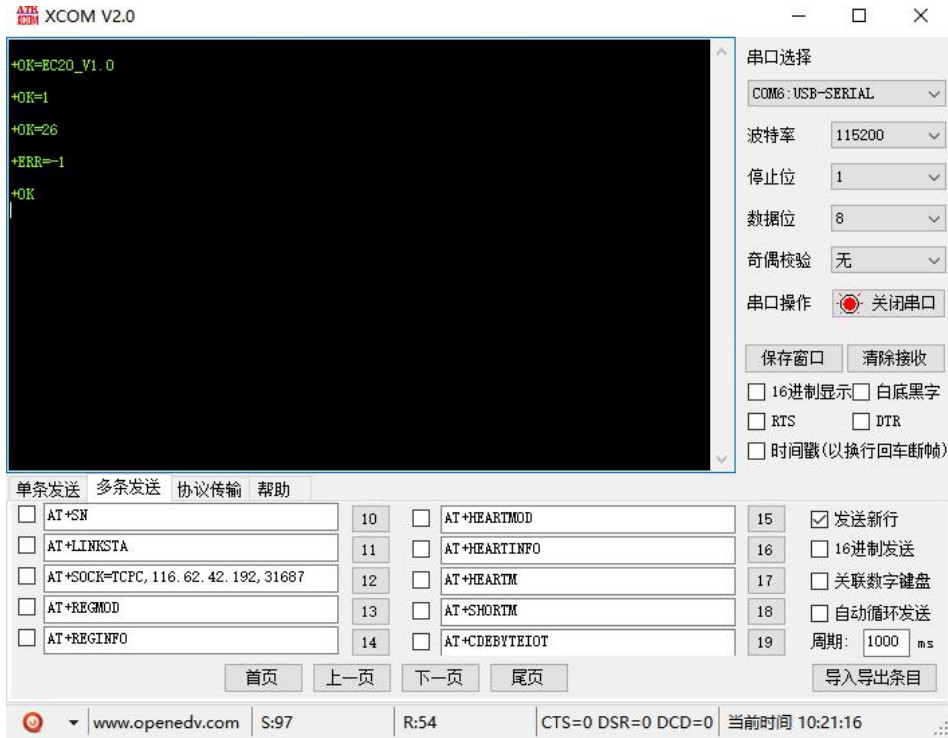 ATK XCOM XCOM V2.0
+OK=EC20_V1.0
+OK=1
+OK=26
+ERR=-1
+OK
串口选择
COM6:USB-SERIAL
波特率 115200
停止位 1
数据位 8
奇偶校验 无
串口操作 关闭串口
保存窗口 清除接收
16进制显示 白底黑字
RTS DTR
时间戳(以换行回车断帧)
单条发送 多条发送 协议传输 帮助
AT+SN 10 AT+HEARTMOD 15 发送新行
AT+LINKSTA 11 AT+HEARTINFO 16 16进制发送
AT+SOCK=TCPC,116.62.42.192,31687 12 AT+HEARTM 17 关联数字键盘
AT+REGMOD 13 AT+SHORTM 18 自动循环发送
AT+REGINFO 14 AT+CDEBYTEIOT 19 周期: 1000 ms
首页 上一页 下一页 尾页 导入导出条目
www.openedv.com S:97 R:54 CTS=0 DSR=0 DCD=0 当前时间 10:21:16